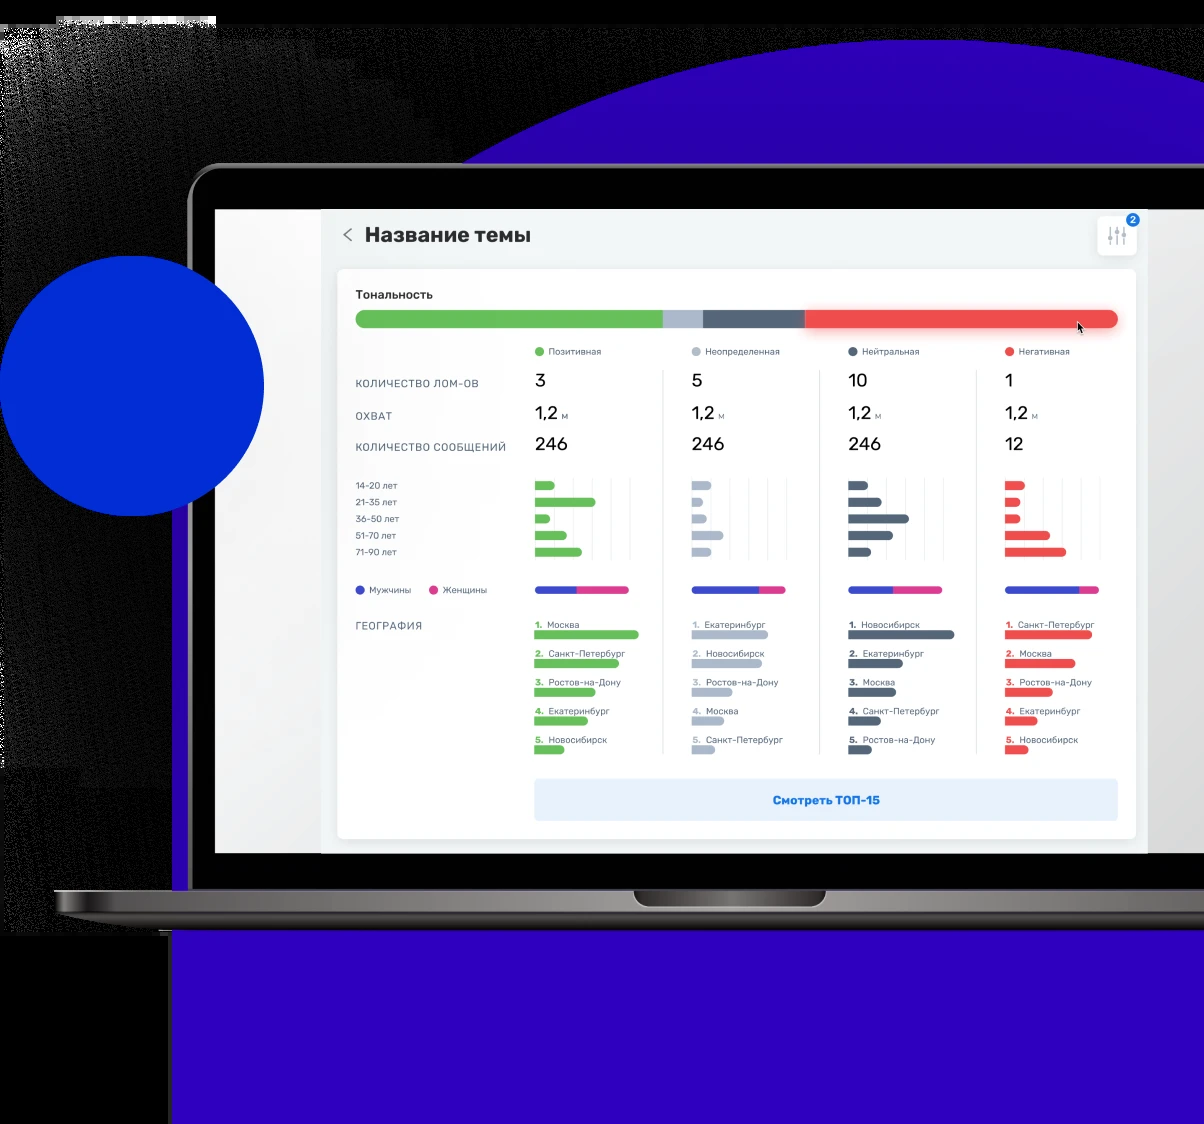 Название темы
2
Тональность
Позитивная Неопределенная Нейтральная Негативная
КОЛИЧЕСТВО ЛОМ-ОВ 3 5 10 1
ОХВАТ 1,2 м 1,2 м 1,2 м 1,2 м
КОЛИЧЕСТВО СООБЩЕНИЙ 246 246 246 12
14-20 лет
21-35 лет
36-50 лет
51-70 лет
71-90 лет
Мужчины Женщины
ГЕОГРАФИЯ 1. Москва 1. Екатеринбург 1. Новосибирск 1. Санкт-Петербург
2. Санкт-Петербург 2. Новосибирск 2. Екатеринбург 2. Москва
3. Ростов-на-Дону 3. Ростов-на-Дону 3. Москва 3. Ростов-на-Дону
4. Екатеринбург 4. Москва 4. Санкт-Петербург 4. Екатеринбург
5. Новосибирск 5. Санкт-Петербург 5. Ростов-на-Дону 5. Новосибирск
Смотреть ТОП-15